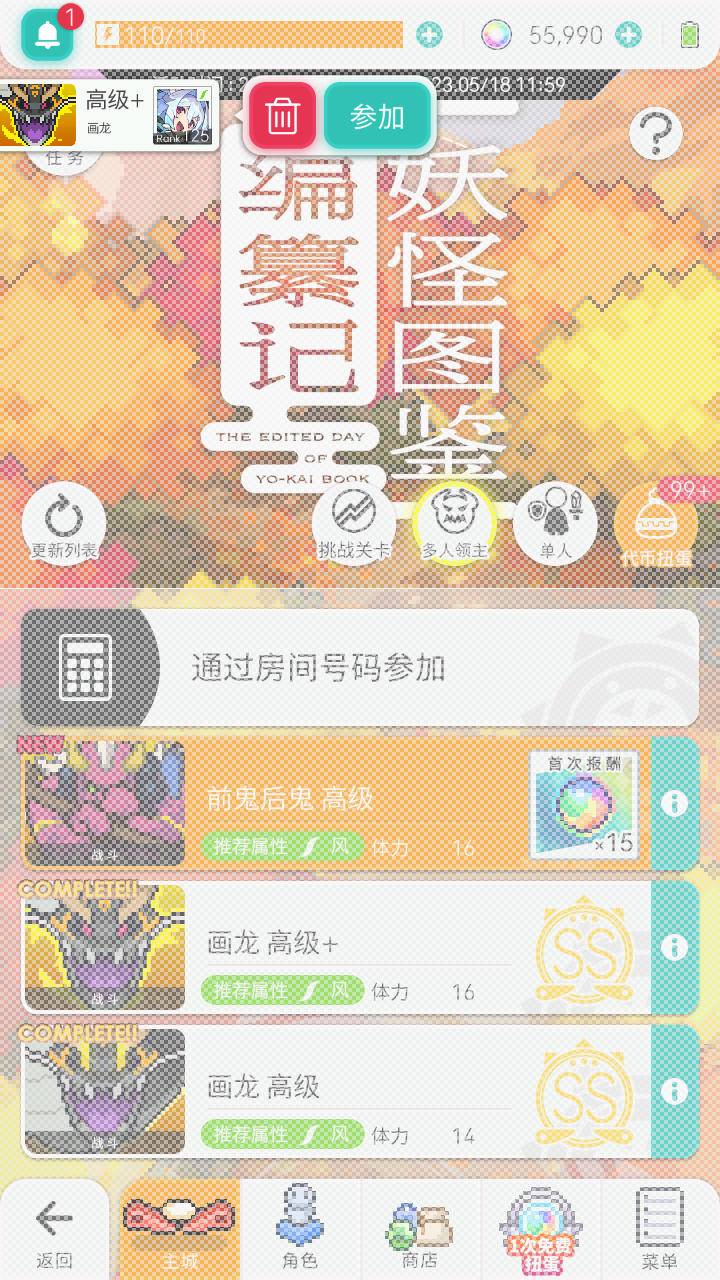 1
110/110
55,990
高级+
画龙
Rank 125
参加
23.05/18 11:59
?
任务
妖怪图鉴
编纂记
THE EDITED DAY
OF
YO-KAI BOOK
更新列表
挑战关卡
多人领主
单人
99+
代币扭蛋
通过房间号码参加
NEW
前鬼后鬼 高级
首次报酬
×15
战斗
推荐属性 风 体力 16
COMPLETE!!
画龙 高级+
SS
战斗
推荐属性 风 体力 16
COMPLETE!!
画龙 高级
SS
战斗
推荐属性 风 体力 14
返回
主城
角色
商店
1次免费
扭蛋
菜单